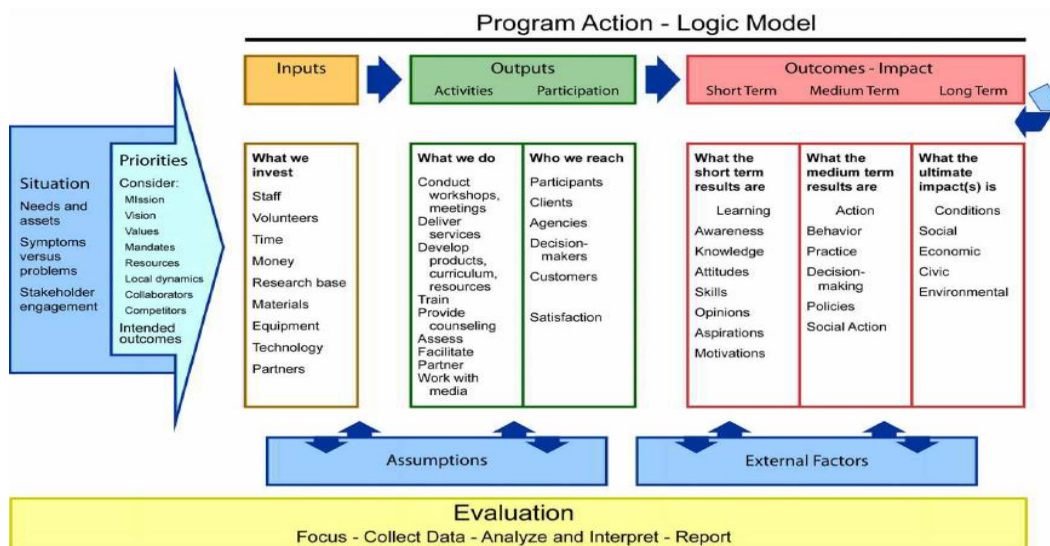 Program Action - Logic Model
Inputs
Outputs
Activities Participation
Outcomes - Impact
Short Term Medium Term Long Term
Situation
Needs and
assets
Symptoms
versus
problems
Stakeholder
engagement
Priorities
Consider:
MIssion
Vision
Values
Mandates
Resources
Local dynamics
Collaborators
Competitors
Intended
outcomes
What we
invest
Staff
Volunteers
Time
Money
Research base
Materials
Equipment
Technology
Partners
What we do
Conduct
workshops,
meetings
Deliver
services
Develop
products,
curriculum,
resources
Train
Provide
counseling
Assess
Facilitate
Partner
Work with
media
Who we reach
Participants
Clients
Agencies
Decision-
makers
Customers
Satisfaction
What the
short term
results are
Learning
Awareness
Knowledge
Attitudes
Skills
Opinions
Aspirations
Motivations
What the
medium term
results are
Action
Behavior
Practice
Decision-
making
Policies
Social Action
What the
ultimate
impact(s) is
Conditions
Social
Economic
Civic
Environmental
Assumptions
External Factors
Evaluation
Focus - Collect Data - Analyze and Interpret - Report